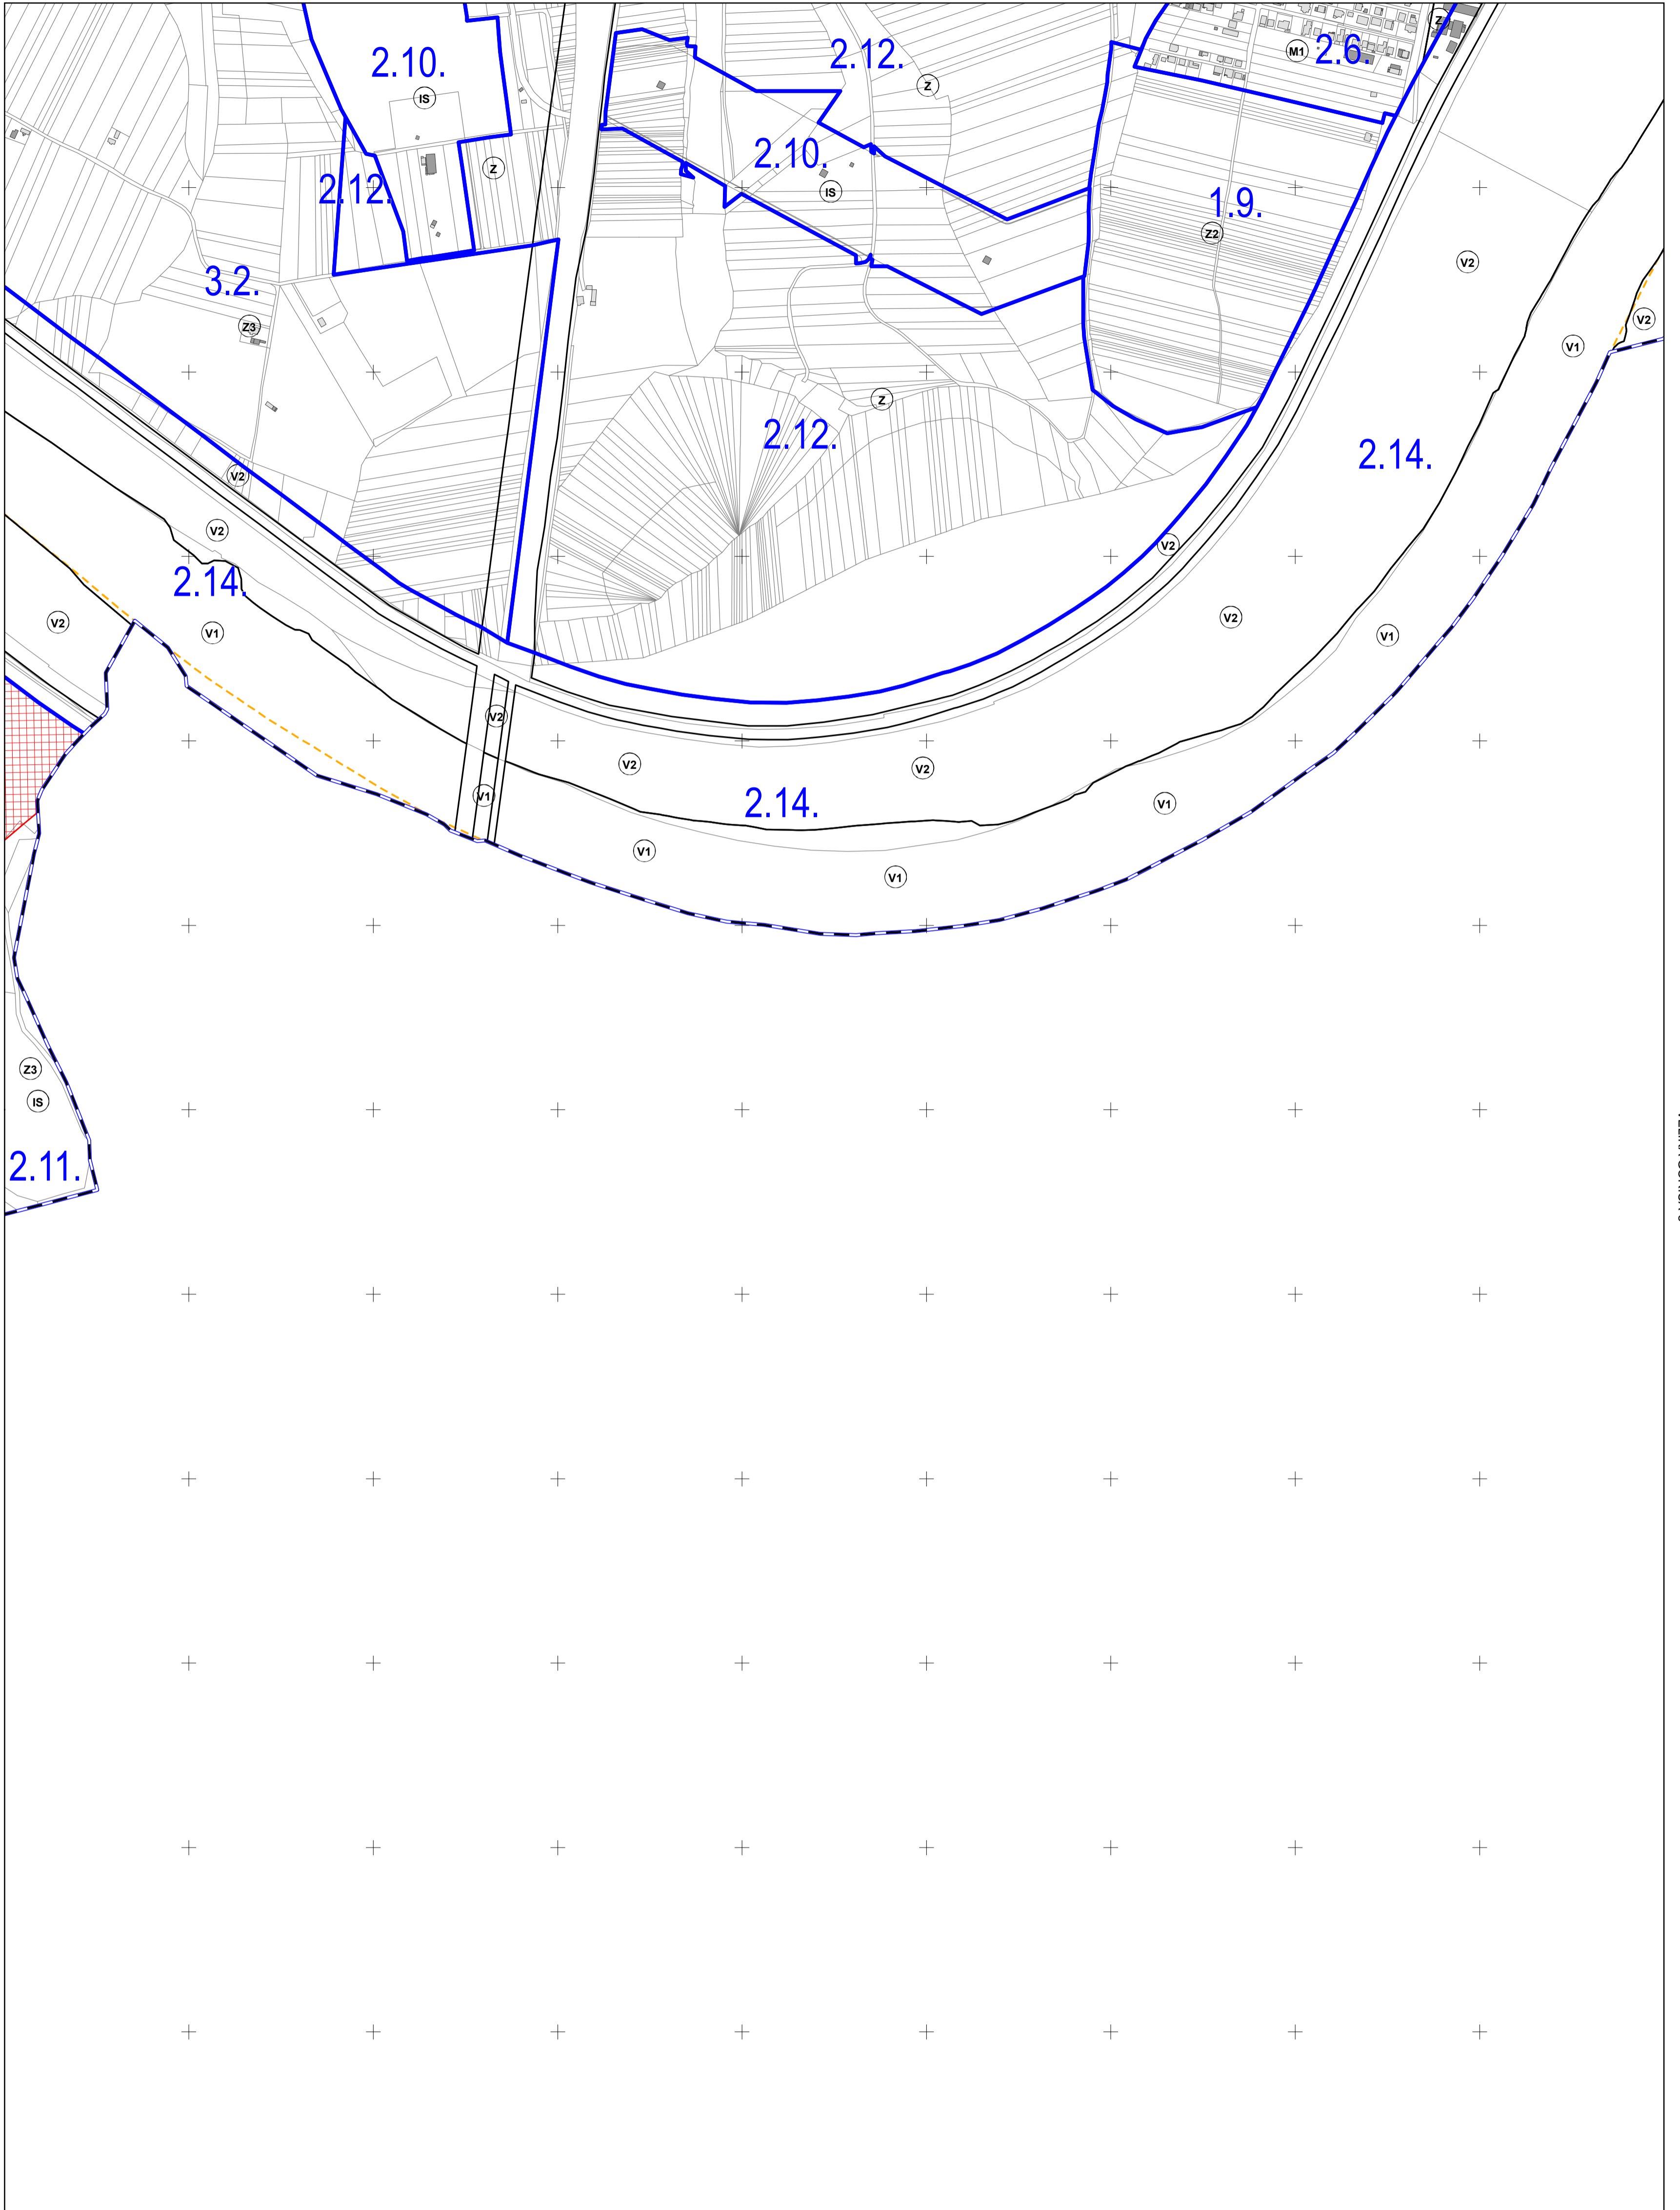 Z
2.6.
M1
2.12.
2.10.
Z
IS
2.10.
Z
2.12.
IS
1.9.
Z2
V2
3.2.
V2
Z3
V1
Z
2.12.
2.14.
V2
V2
V2
2.14.
V2
V2
V1
V1
V2
V2
V2
V1
2.14.
V1
V1
V1
Z3
IS
2.11.